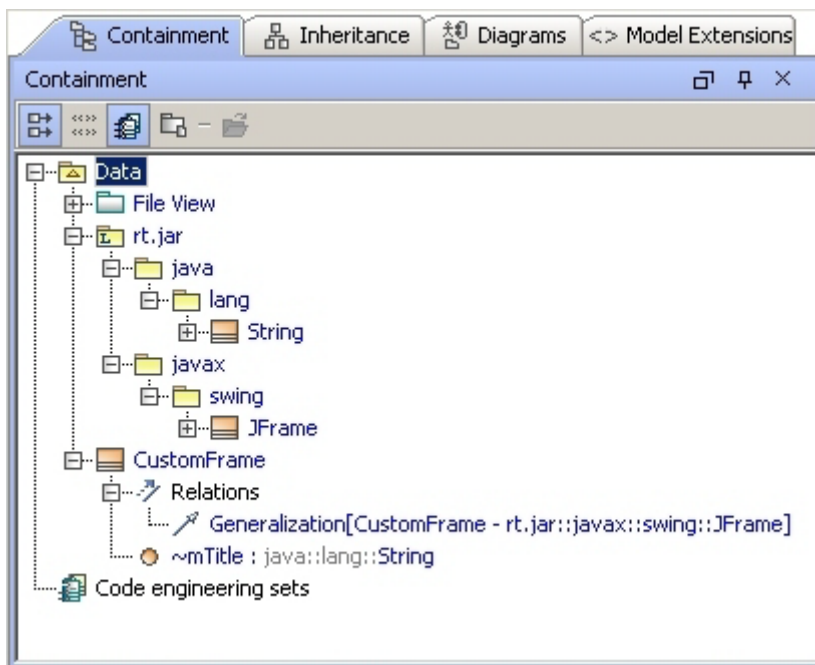 Containment Inheritance Diagrams <> Model Extensions
Containment
Data
File View
rt.jar
java
lang
String
javax
swing
JFrame
CustomFrame
Relations
Generalization[CustomFrame - rt.jar::javax::swing::JFrame]
~mTitle : java::lang::String
Code engineering sets